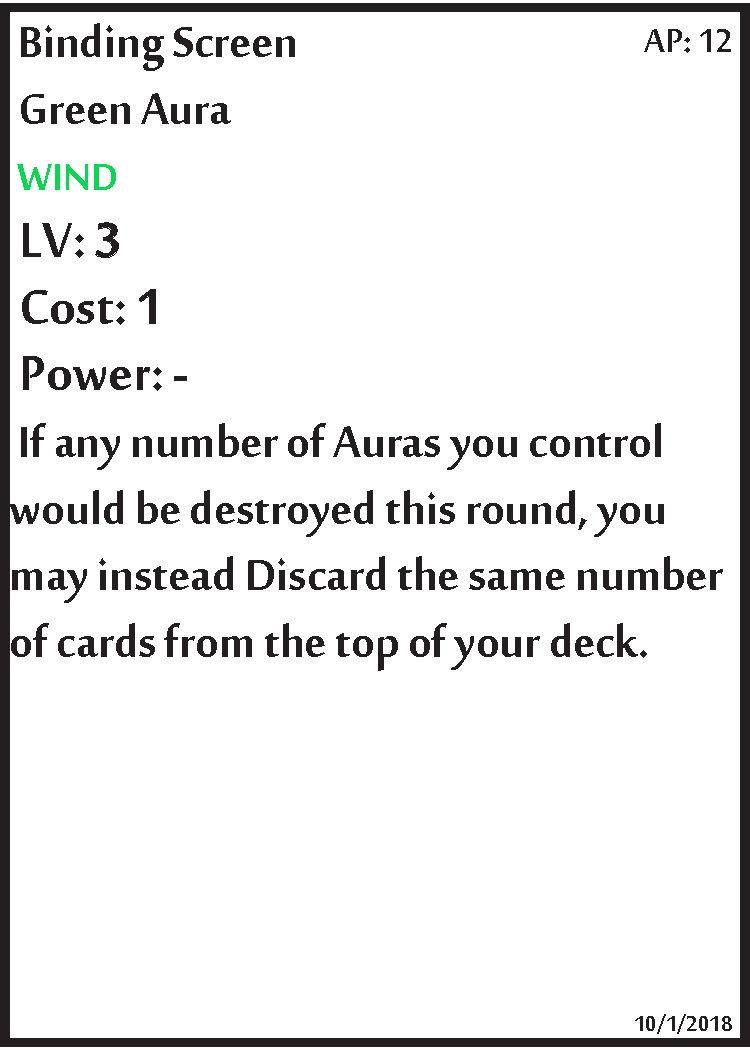 Binding Screen
AP: 12
Green Aura
WIND
LV: 3
Cost: 1
Power: -
If any number of Auras you control
would be destroyed this round, you
may instead Discard the same number
of cards from the top of your deck.
10/1/2018